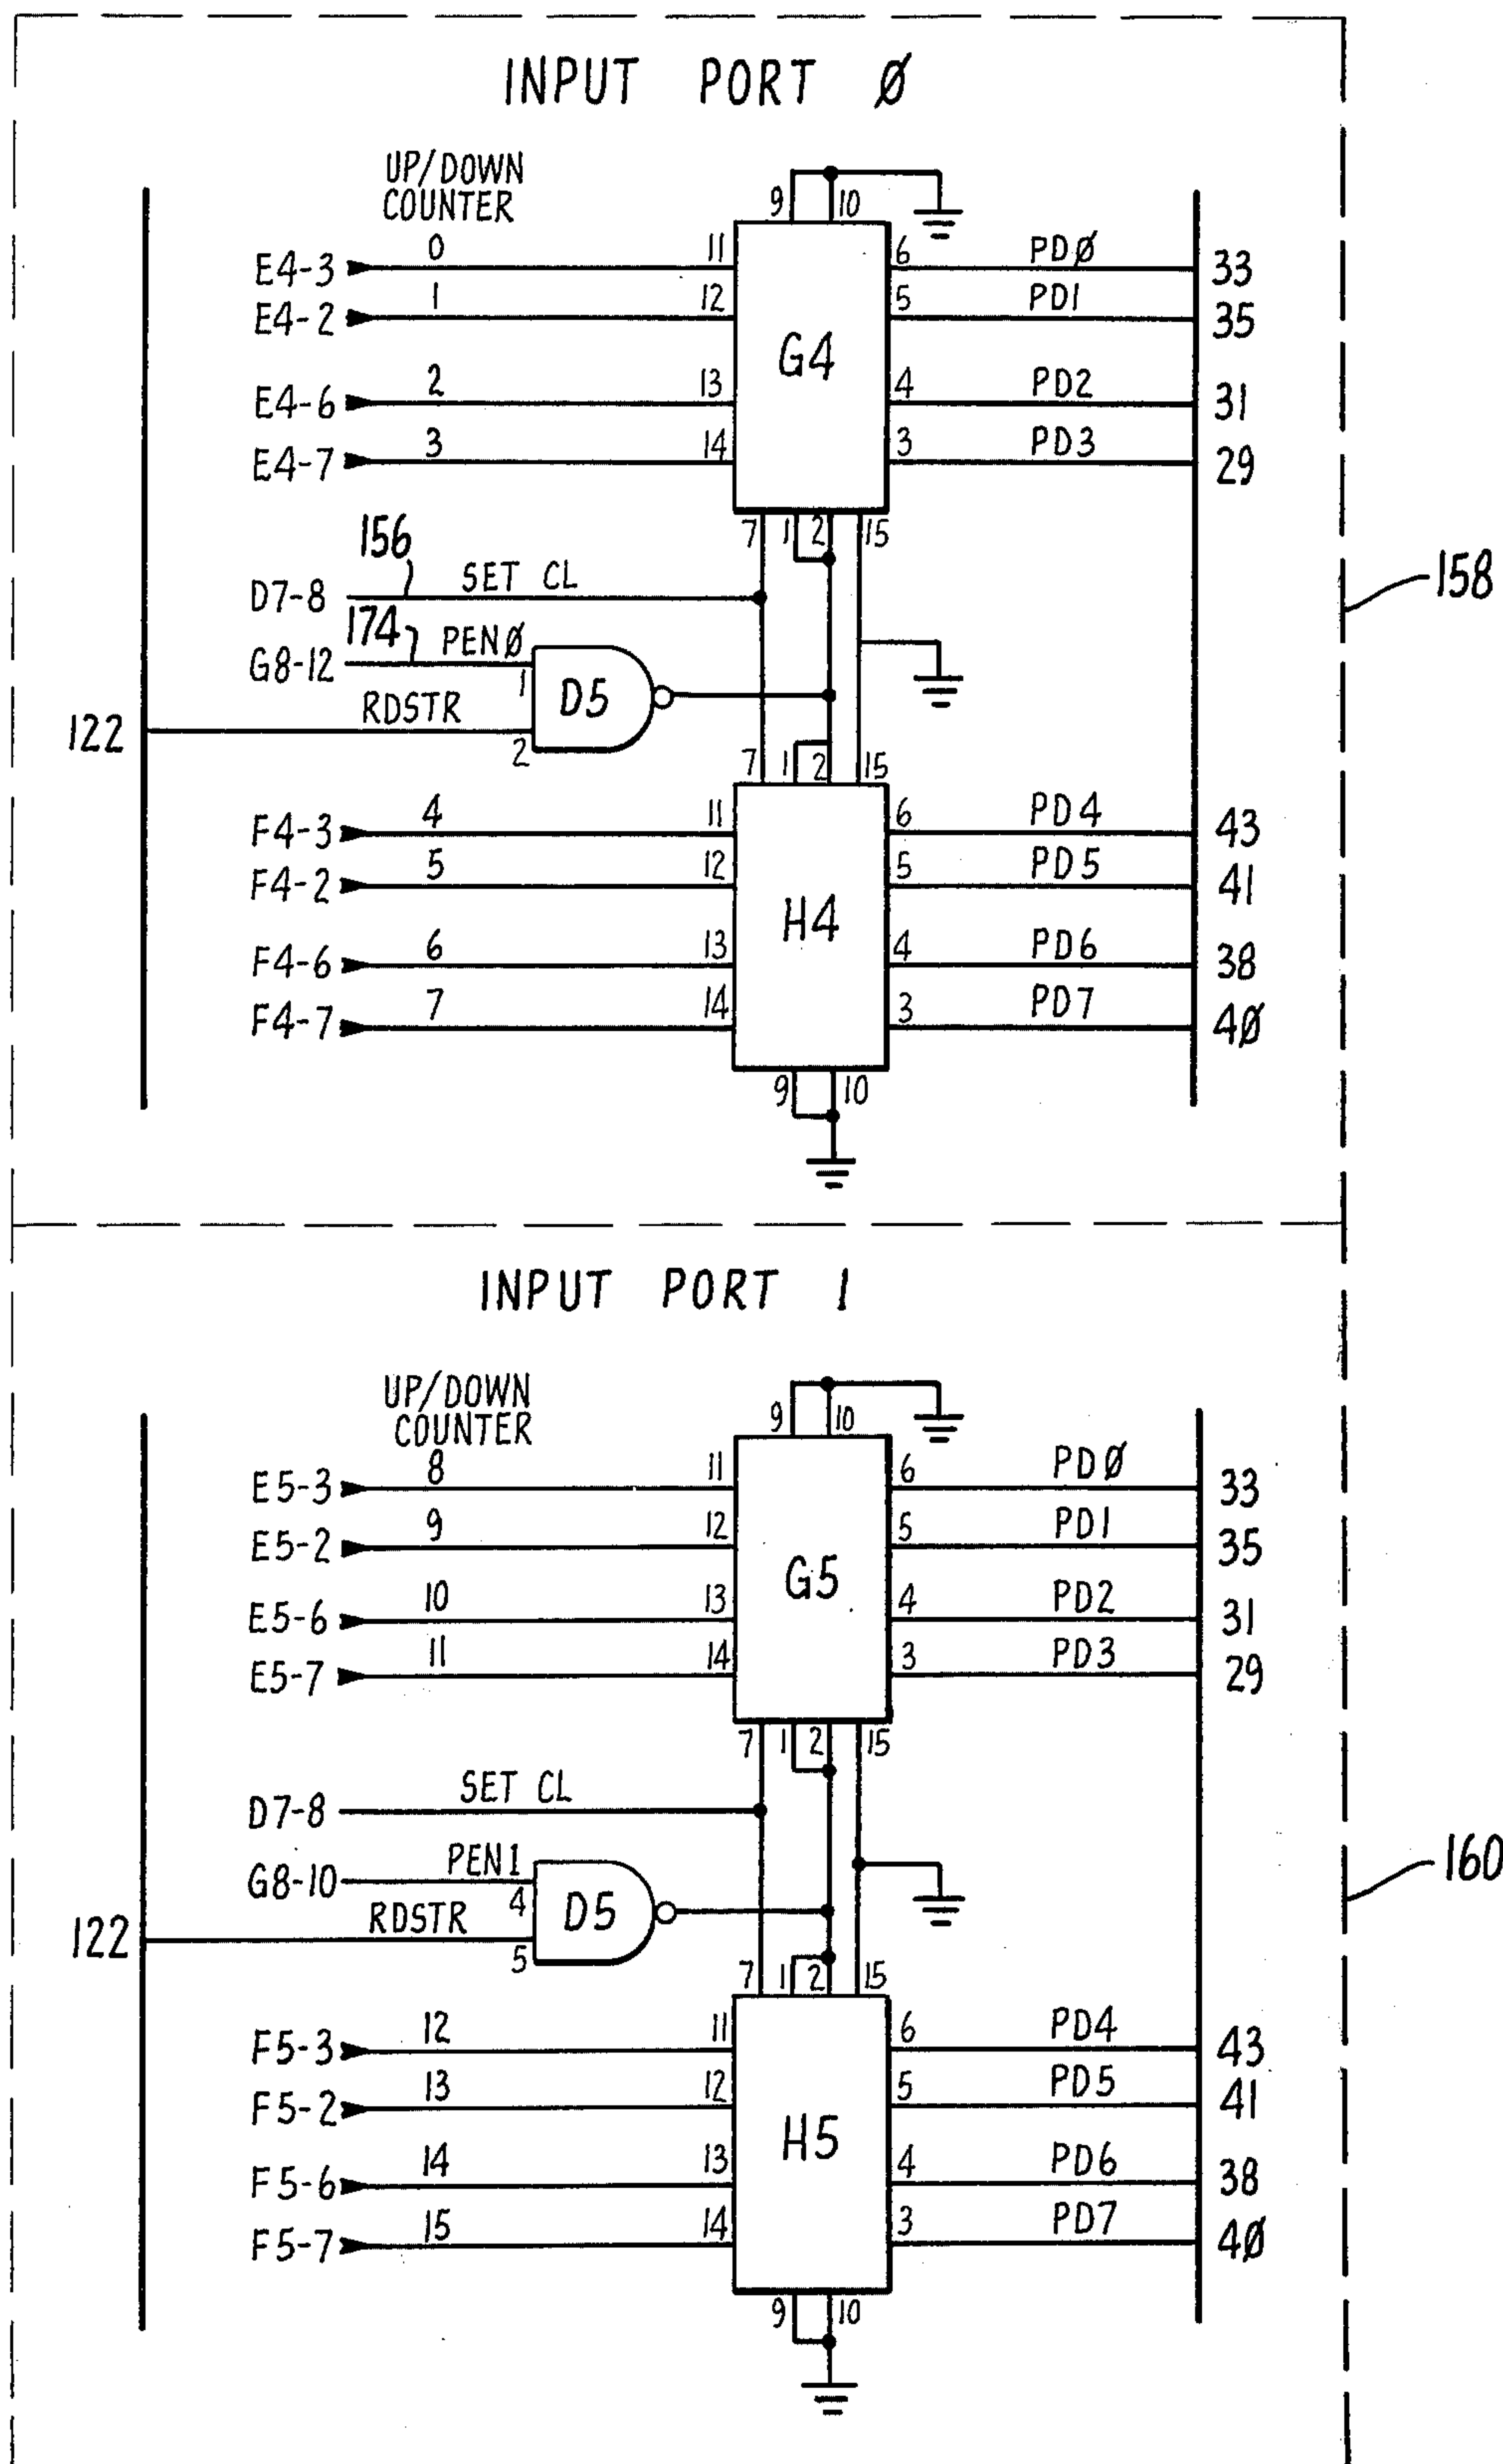 INPUT PORT Ø
UP/DOWN
COUNTER
9 10
E4-3 0 11 6 PDØ 33
E4-2 1 12 5 PD1 35
G4
E4-6 2 13 4 PD2 31
E4-7 3 14 3 PD3 29
7 1 2 15
156
D7-8 SET CL
158
174
G8-12 PENØ 1
D5
122 RDSTR 2
7 1 2 15
F4-3 4 11 6 PD4 43
F4-2 5 12 5 PD5 41
H4
F4-6 6 13 4 PD6 38
F4-7 7 14 3 PD7 4Ø
9 10
INPUT PORT 1
UP/DOWN
COUNTER
9 10
E5-3 8 11 6 PDØ 33
E5-2 9 12 5 PD1 35
G5
E5-6 10 13 4 PD2 31
E5-7 11 14 3 PD3 29
7 1 2 15
D7-8 SET CL
G8-10 PEN1 4
160
D5
122 RDSTR 5
7 1 2 15
F5-3 12 11 6 PD4 43
F5-2 13 12 5 PD5 41
H5
F5-6 14 13 4 PD6 38
F5-7 15 14 3 PD7 4Ø
9 10